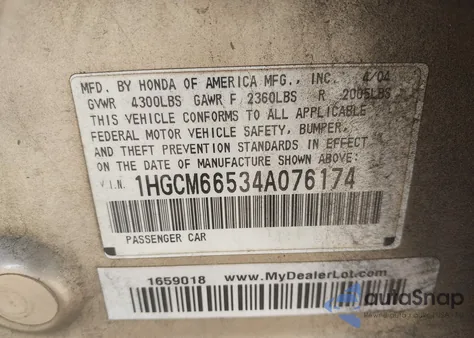 MFD. BY HONDA OF AMERICA MFG., INC. 4/04
GVWR 4300LBS GAWR F 2360LBS R 2005LBS
THIS VEHICLE CONFORMS TO ALL APPLICABLE
FEDERAL MOTOR VEHICLE SAFETY, BUMPER,
AND THEFT PREVENTION STANDARDS IN EFFECT
ON THE DATE OF MANUFACTURE SHOWN ABOVE:
V.I.N. 1HGCM66534A076174
PASSENGER CAR
1659018 www.MyDealerLot.com
autoSnap